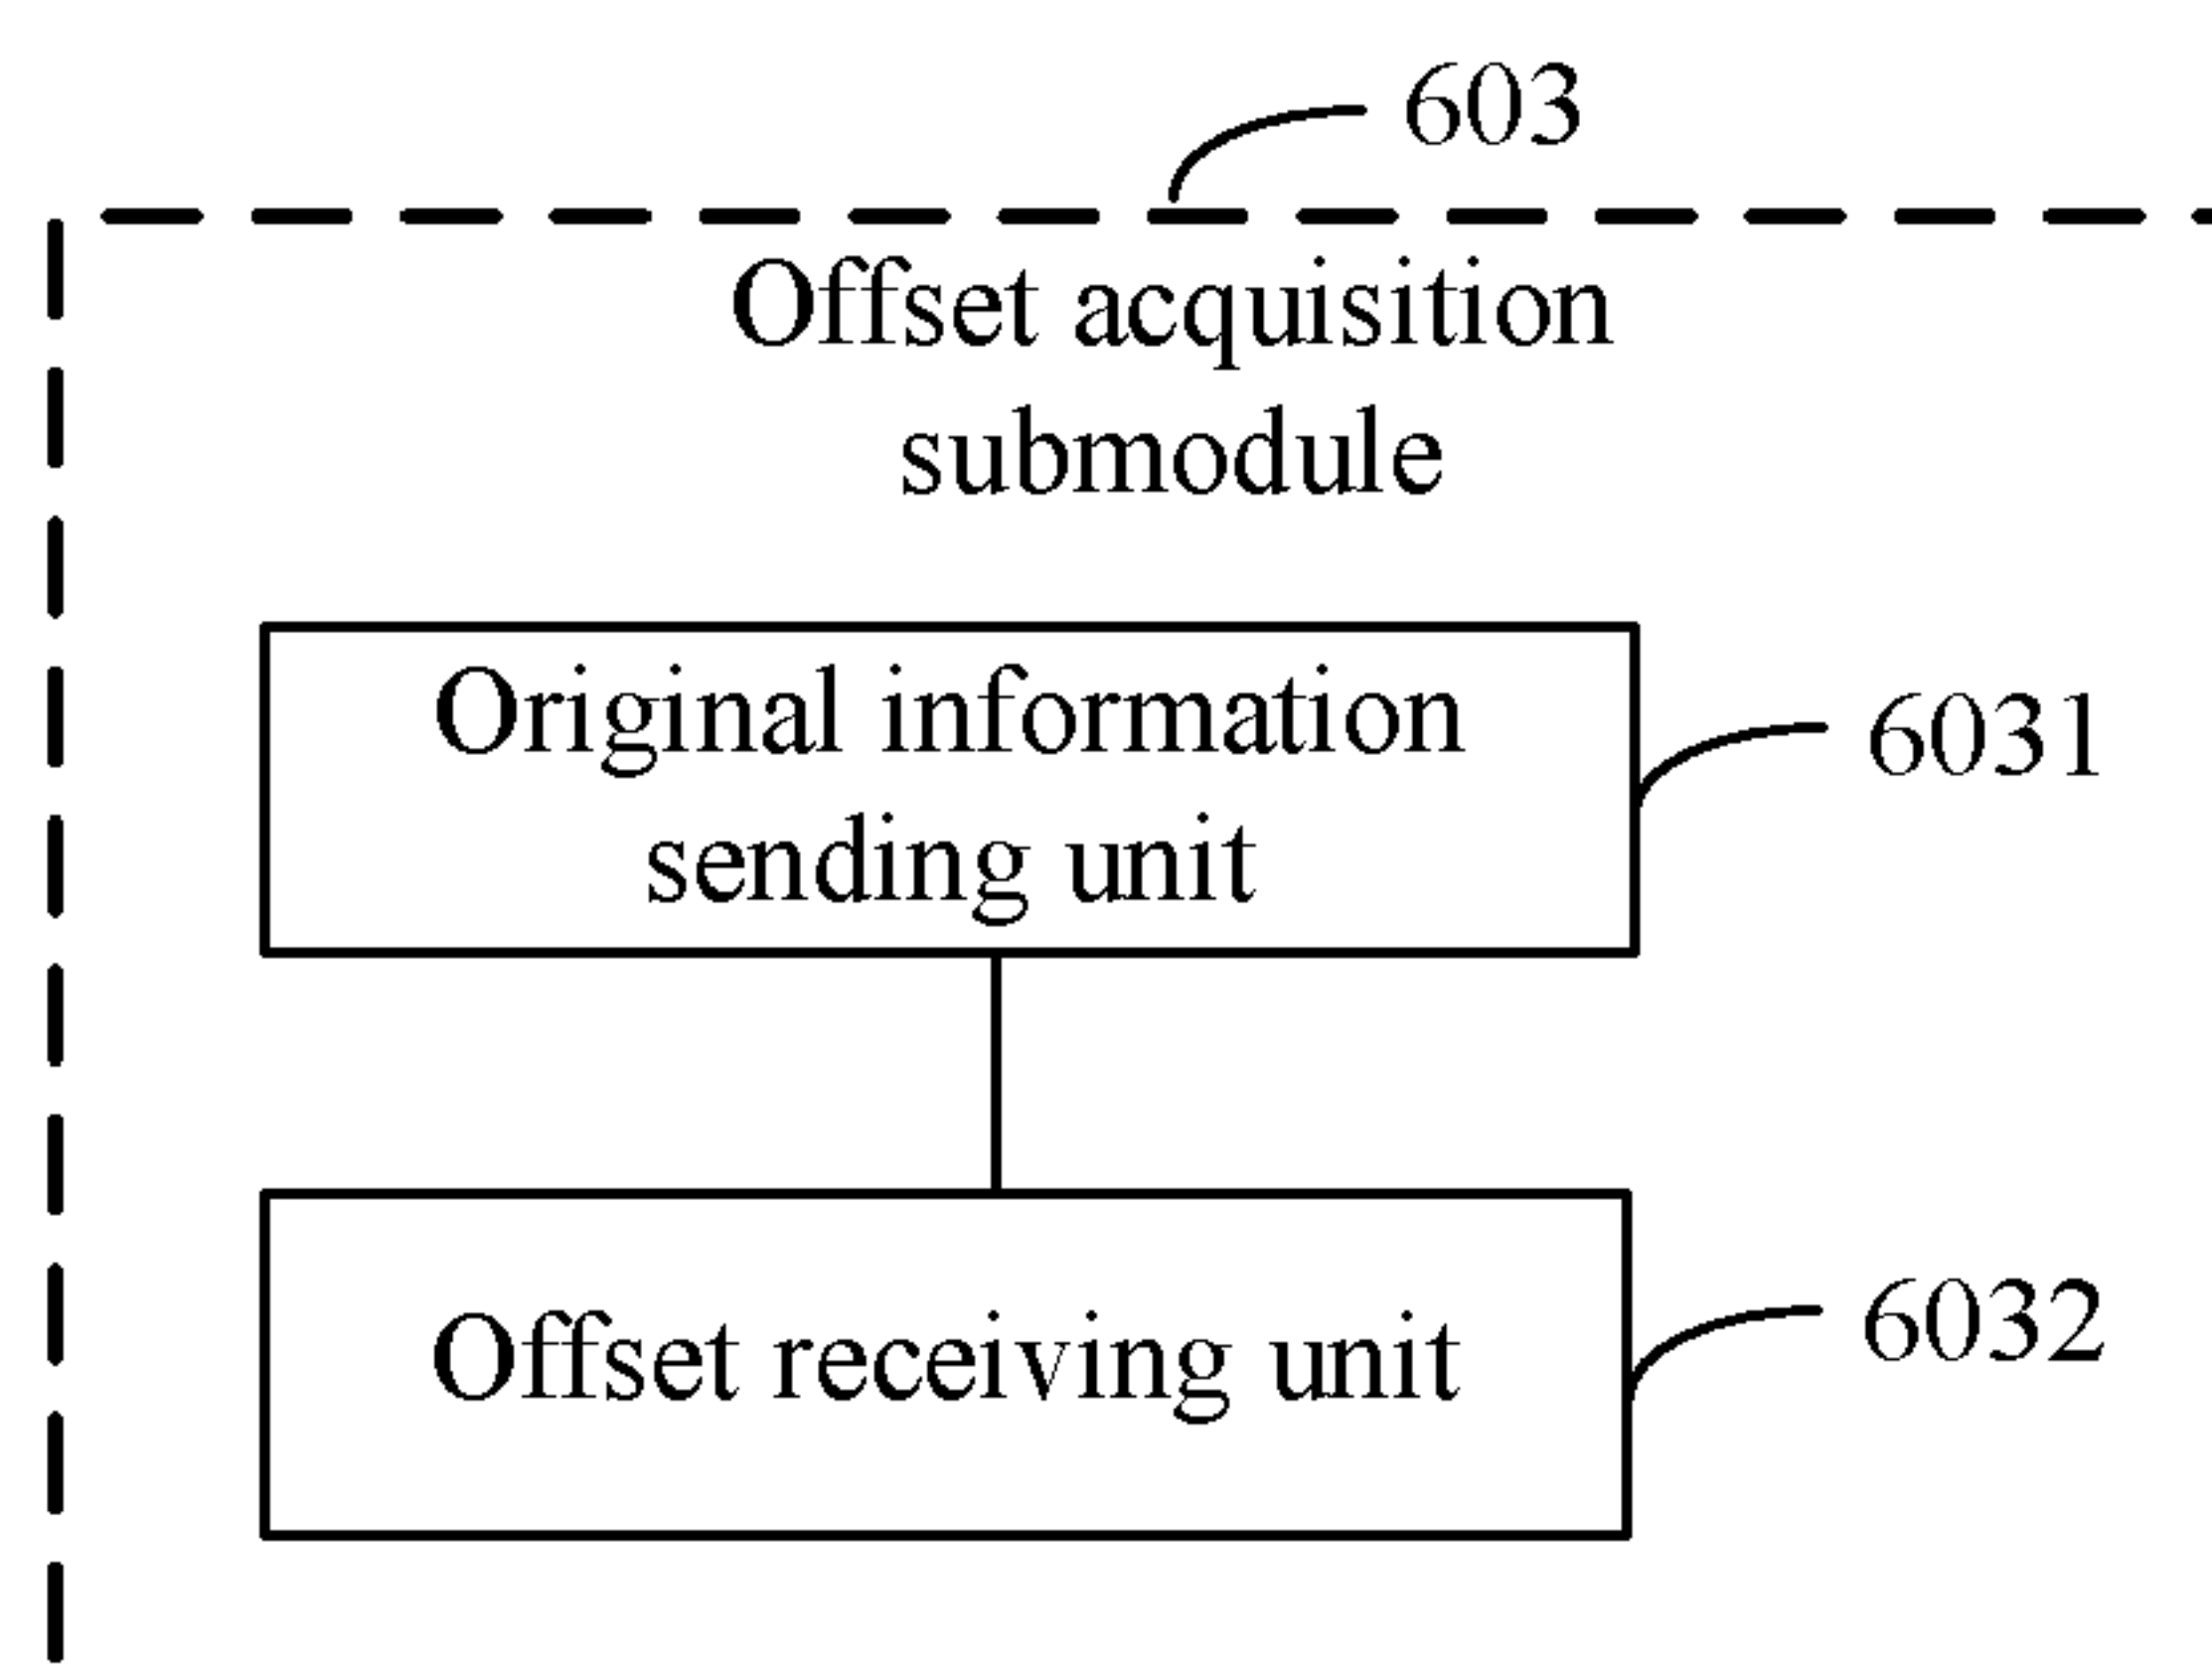 603
Offset acquisition
submodule
Original information
sending unit
6031
Offset receiving unit
6032